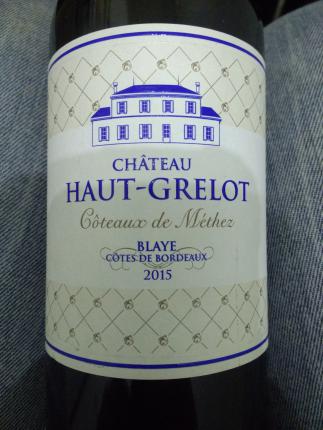 CHÂTEAU
HAUT-GRELOT
Côteaux de Méthez
BLAYE
CÔTES DE BORDEAUX
2015